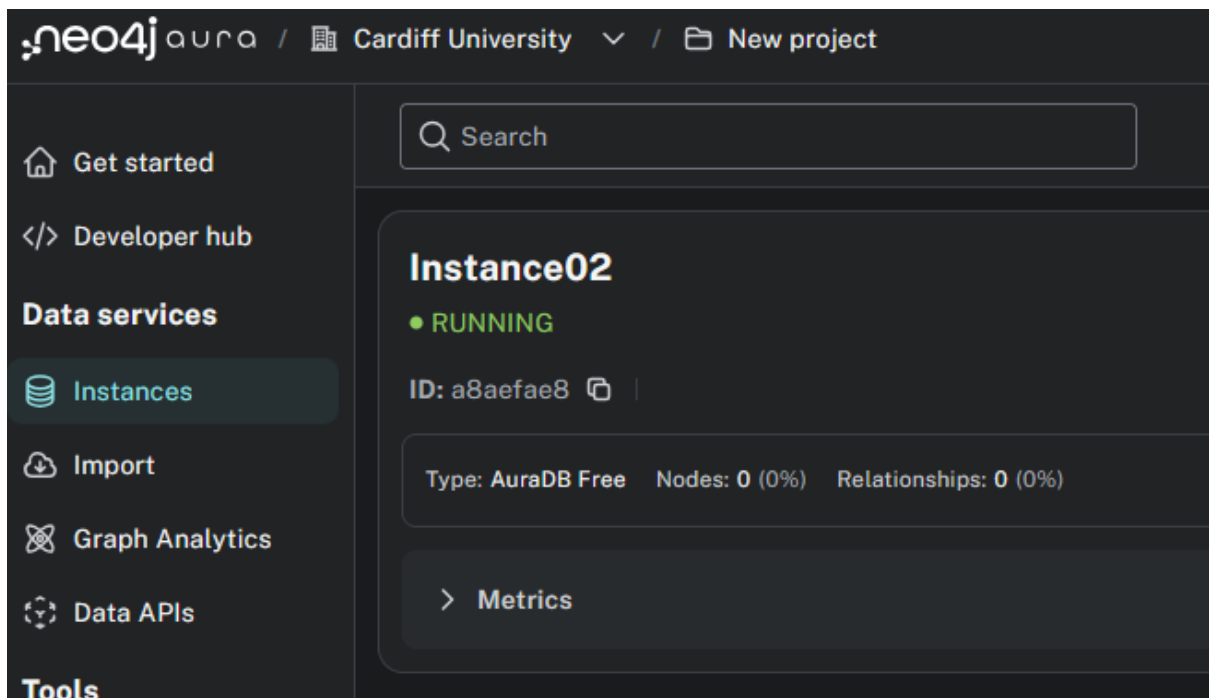 neo4j aura / Cardiff University / New project
Search
Get started
Developer hub
Data services
Instances
Import
Graph Analytics
Data APIs
Tools
Instance02
RUNNING
ID: a8aefae8
Type: AuraDB Free Nodes: 0 (0%) Relationships: 0 (0%)
Metrics